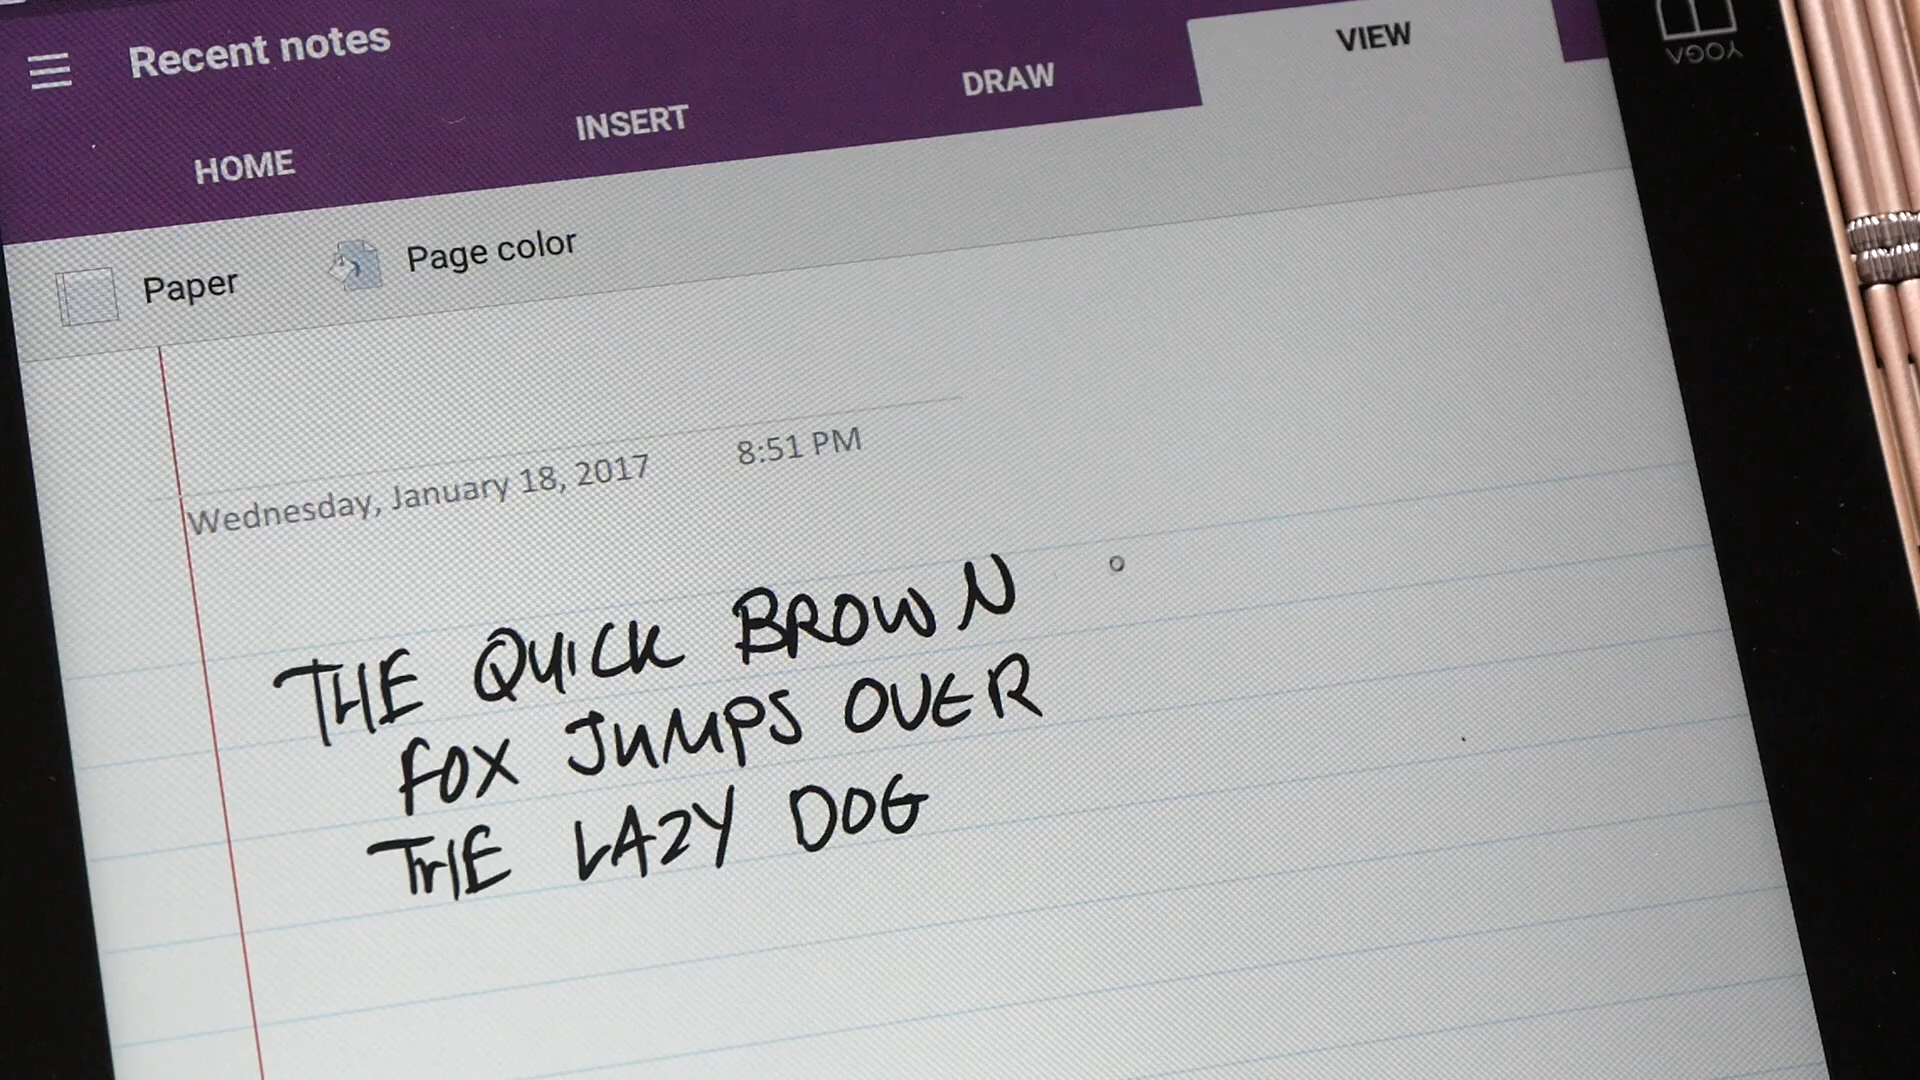 Recent notes
HOME INSERT DRAW VIEW
Paper Page color
Wednesday, January 18, 2017 8:51 PM
THE QUICK BROWN
FOX JUMPS OVER
THE LAZY DOG
YOGA